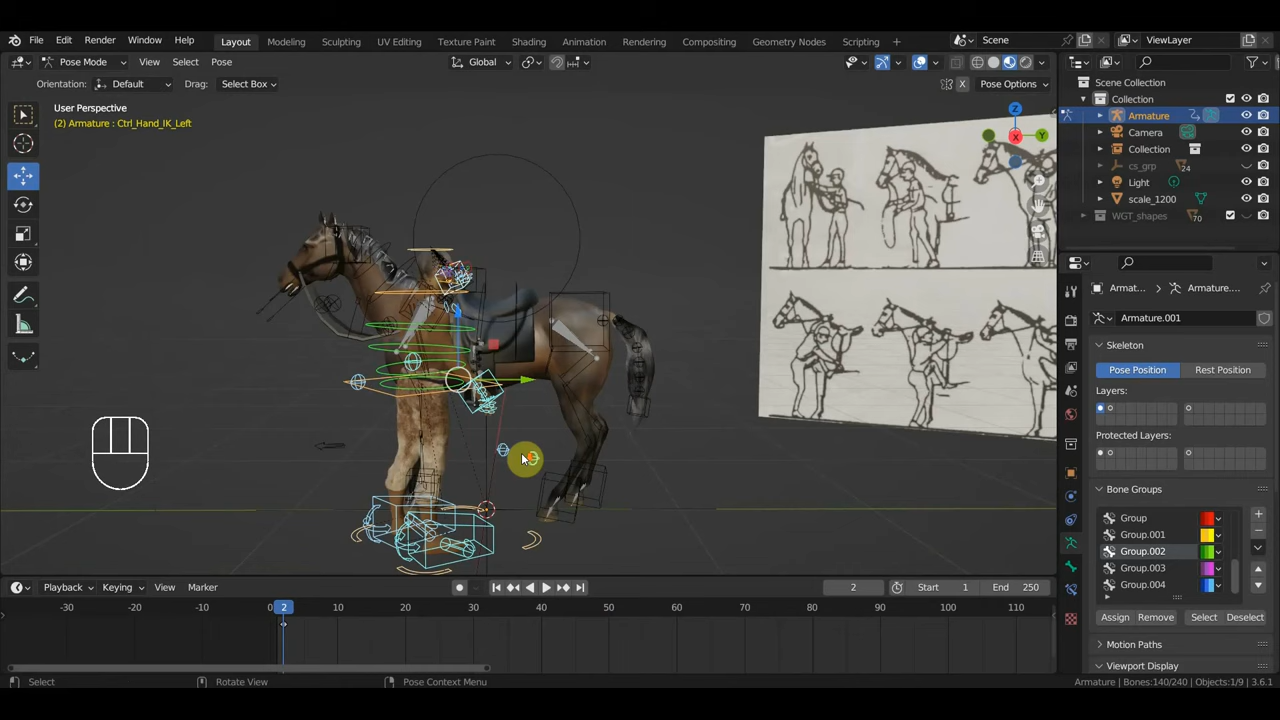 File Edit Render Window Help Layout Modeling Sculpting UV Editing Texture Paint Shading Animation Rendering Compositing Geometry Nodes Scripting + Scene ViewLayer
Pose Mode View Select Pose Global
Orientation: Default Drag: Select Box X Pose Options
User Perspective
(2) Armature : Ctrl_Hand_IK_Left
Z
Y
X
Scene Collection
Collection
Armature
Camera
Collection
cs_grp 24
Light
scale_1200
WGT_shapes 70
Armat... Armature....
Armature.001
Skeleton
Pose Position Rest Position
Layers:
Protected Layers:
Bone Groups
Group
Group.001
Group.002
Group.003
Group.004
Assign Remove Select Deselect
Motion Paths
Viewport Display
Playback Keying View Marker 2 Start 1 End 250
-30 -20 -10 0 2 10 20 30 40 50 60 70 80 90 100 110
Select Rotate View Pose Context Menu Armature | Bones:140/240 | Objects:1/9 | 3.6.1